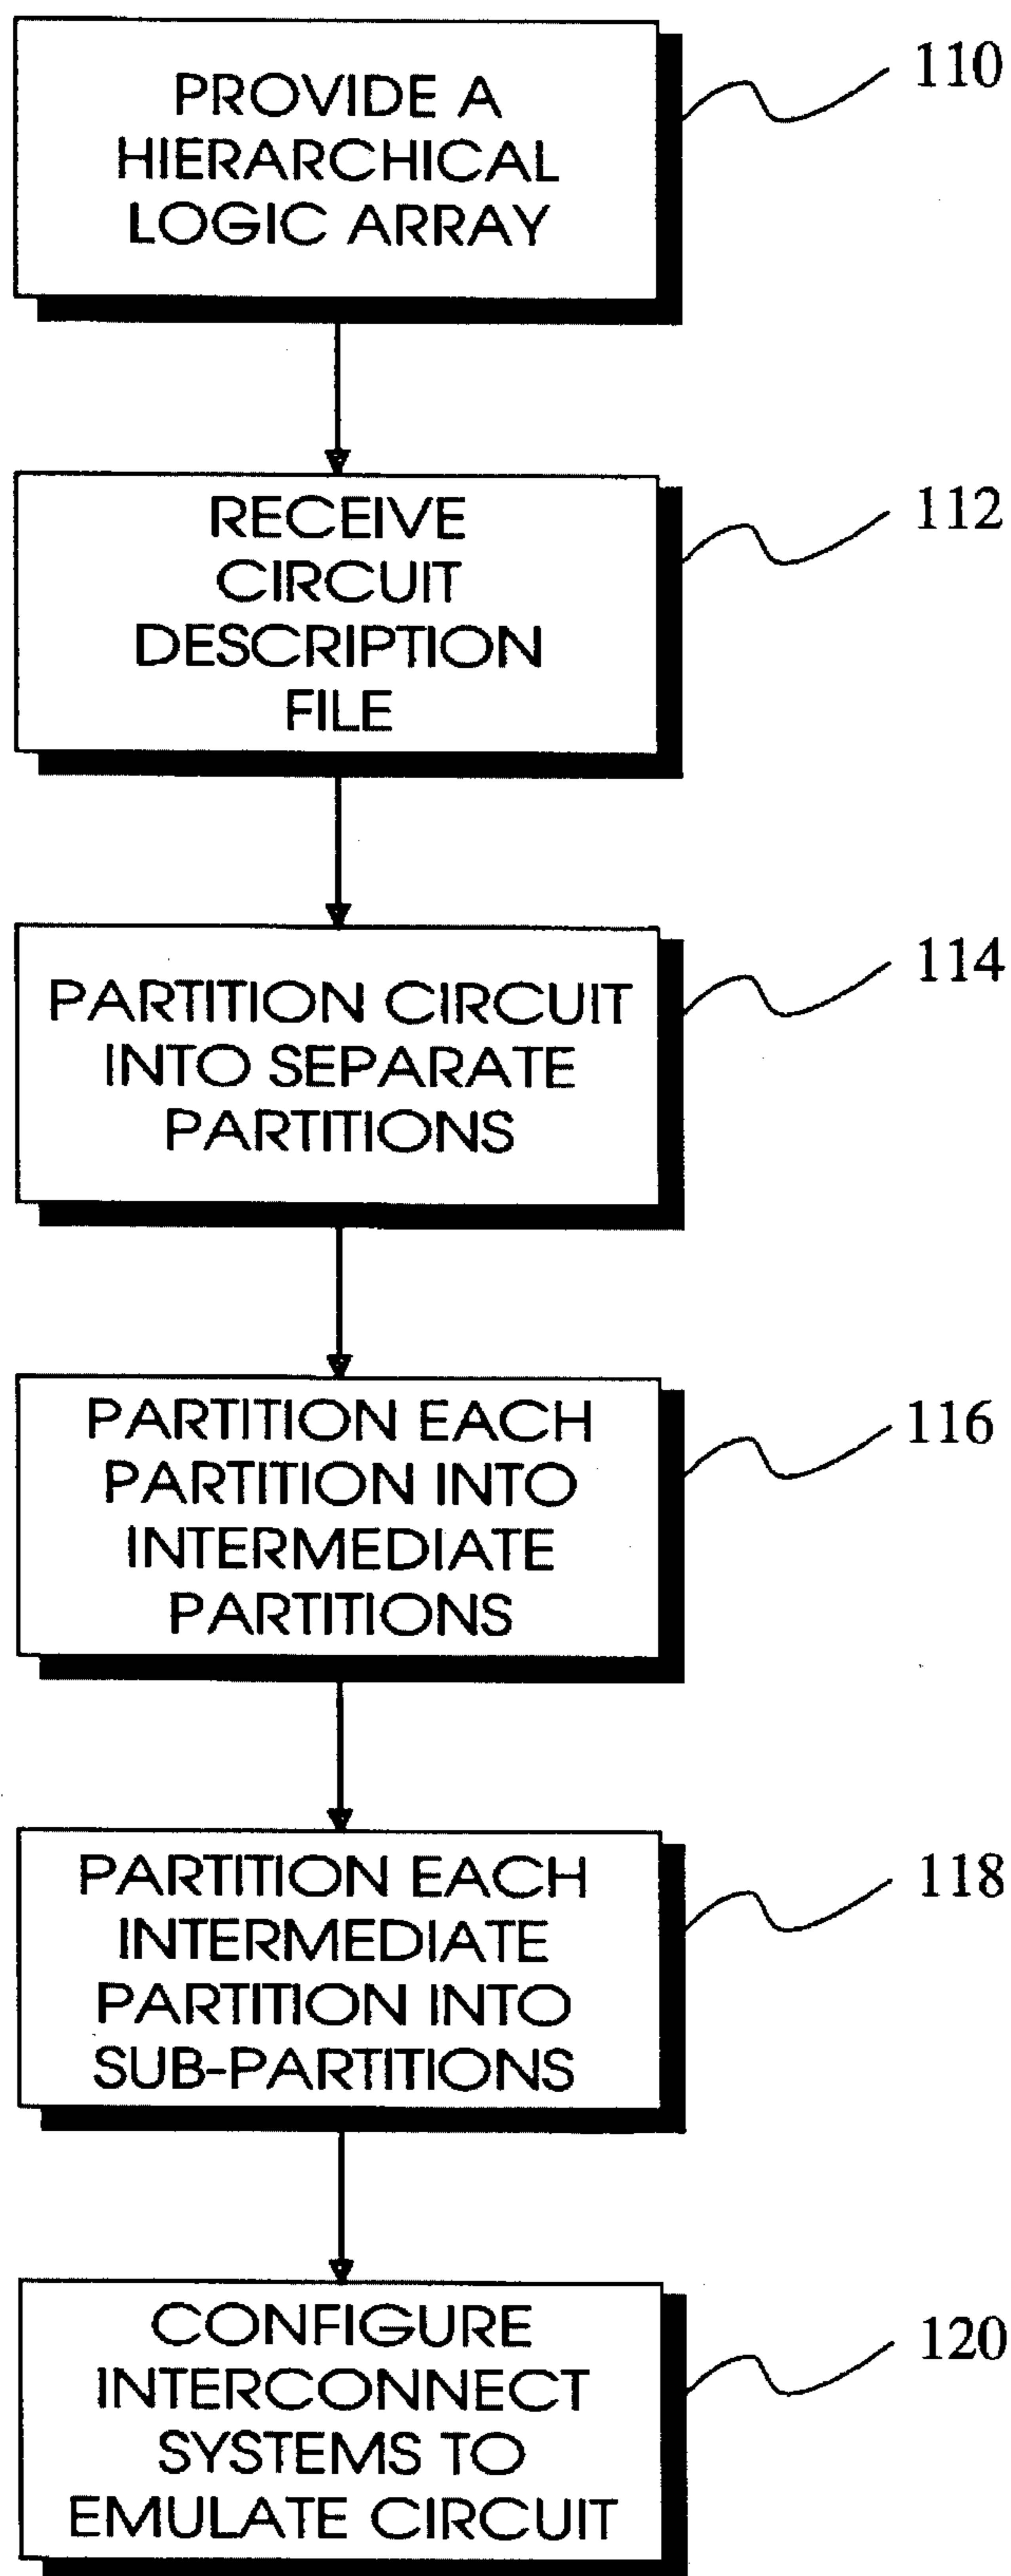 PROVIDE A
HIERARCHICAL
LOGIC ARRAY
110
RECEIVE
CIRCUIT
DESCRIPTION
FILE
112
PARTITION CIRCUIT
INTO SEPARATE
PARTITIONS
114
PARTITION EACH
PARTITION INTO
INTERMEDIATE
PARTITIONS
116
PARTITION EACH
INTERMEDIATE
PARTITION INTO
SUB-PARTITIONS
118
CONFIGURE
INTERCONNECT
SYSTEMS TO
EMULATE CIRCUIT
120